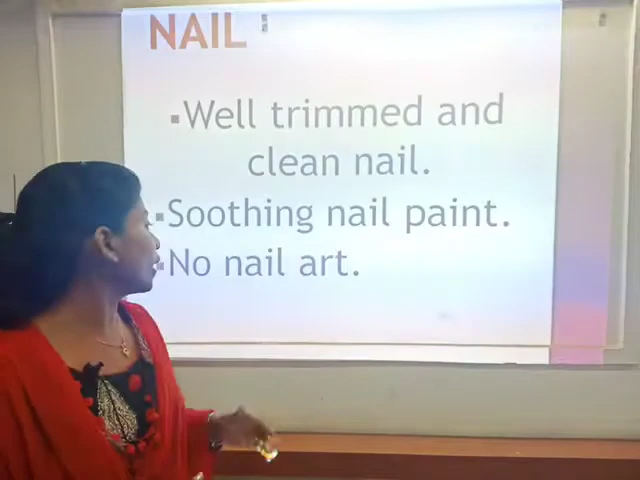 NAIL :
▪Well trimmed and
clean nail.
▪Soothing nail paint.
▪No nail art.